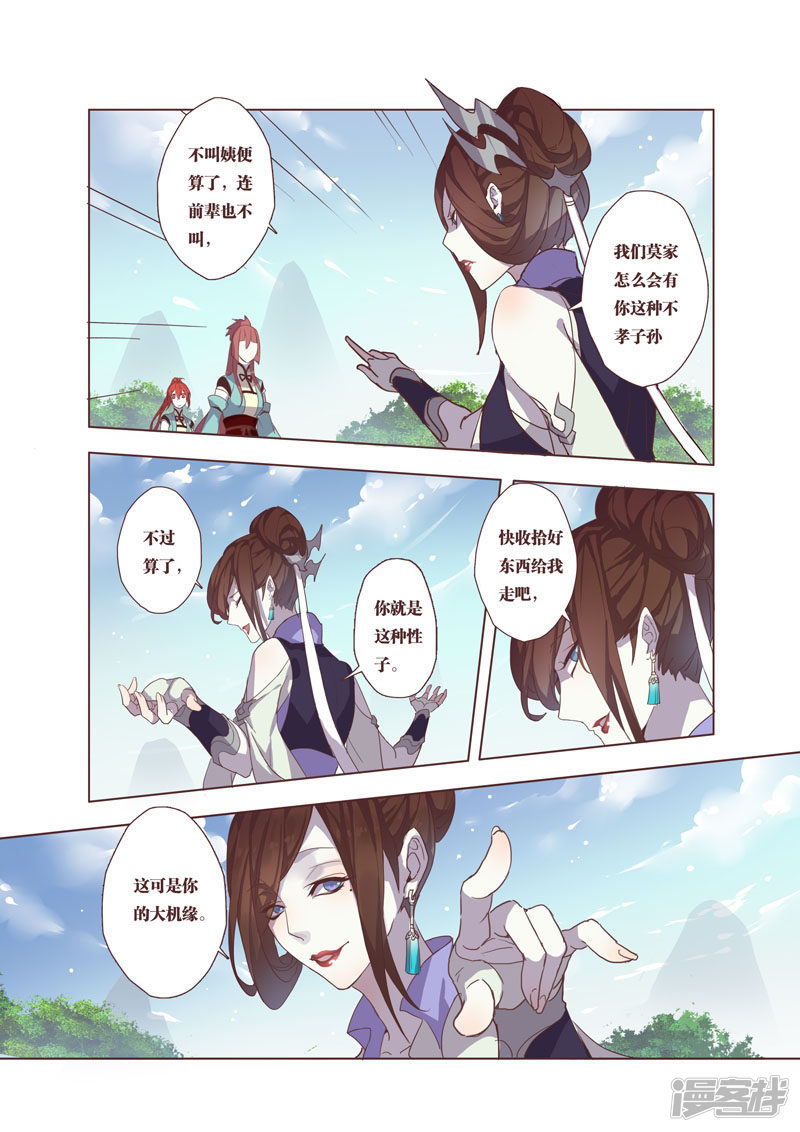 不叫姨便
算了，连
前辈也不
叫，
我们莫家
怎么会有
你这种不
孝子孙
不过
算了，
你就是
这种性
子。
快收拾好
东西给我
走吧，
这可是你
的大机缘。
漫客栈